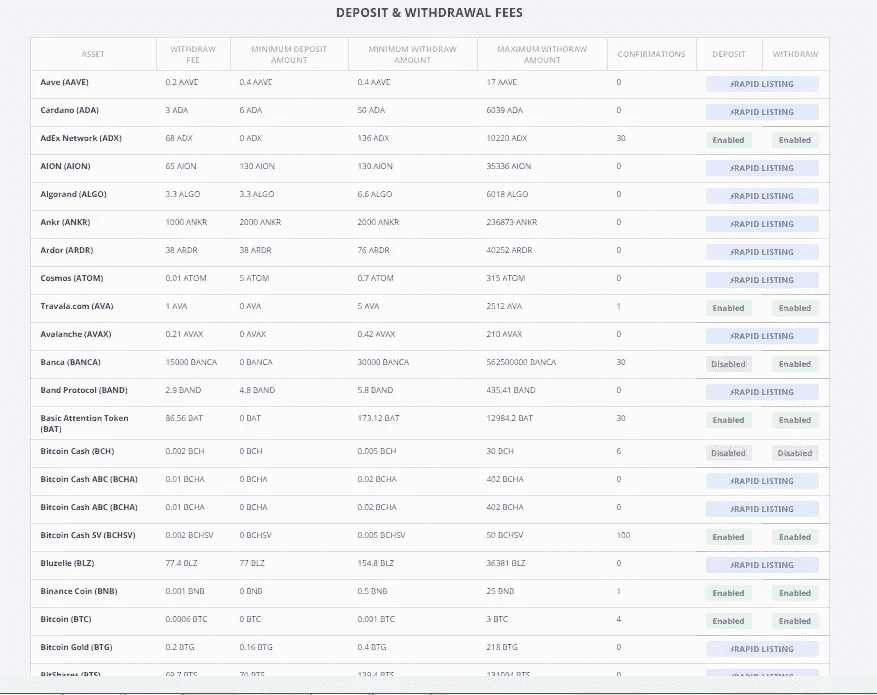 DEPOSIT & WITHDRAWAL FEES
ASSET WITHDRAW FEE MINIMUM DEPOSIT AMOUNT MINIMUM WITHDRAW AMOUNT MAXIMUM WITHDRAW AMOUNT CONFIRMATIONS DEPOSIT WITHDRAW
Aave (AAVE) 0.2 AAVE 0.4 AAVE 0.4 AAVE 17 AAVE 0 ⚡RAPID LISTING
Cardano (ADA) 3 ADA 6 ADA 50 ADA 6039 ADA 0 ⚡RAPID LISTING
AdEx Network (ADX) 68 ADX 0 ADX 136 ADX 10220 ADX 30 Enabled Enabled
AION (AION) 65 AION 130 AION 130 AION 35336 AION 0 ⚡RAPID LISTING
Algorand (ALGO) 3.3 ALGO 3.3 ALGO 6.6 ALGO 6018 ALGO 0 ⚡RAPID LISTING
Ankr (ANKR) 1000 ANKR 2000 ANKR 2000 ANKR 236873 ANKR 0 ⚡RAPID LISTING
Ardor (ARDR) 38 ARDR 38 ARDR 76 ARDR 40252 ARDR 0 ⚡RAPID LISTING
Cosmos (ATOM) 0.01 ATOM 5 ATOM 0.7 ATOM 315 ATOM 0 ⚡RAPID LISTING
Travala.com (AVA) 1 AVA 0 AVA 5 AVA 2512 AVA 1 Enabled Enabled
Avalanche (AVAX) 0.21 AVAX 0 AVAX 0.42 AVAX 210 AVAX 0 ⚡RAPID LISTING
Banca (BANCA) 15000 BANCA 0 BANCA 30000 BANCA 562500000 BANCA 30 Disabled Enabled
Band Protocol (BAND) 2.9 BAND 4.8 BAND 5.8 BAND 435.41 BAND 0 ⚡RAPID LISTING
Basic Attention Token (BAT) 86.56 BAT 0 BAT 173.12 BAT 12984.2 BAT 30 Enabled Enabled
Bitcoin Cash (BCH) 0.002 BCH 0 BCH 0.005 BCH 30 BCH 6 Disabled Disabled
Bitcoin Cash ABC (BCHA) 0.01 BCHA 0 BCHA 0.02 BCHA 402 BCHA 0 ⚡RAPID LISTING
Bitcoin Cash ABC (BCHA) 0.01 BCHA 0 BCHA 0.02 BCHA 402 BCHA 0 ⚡RAPID LISTING
Bitcoin Cash SV (BCHSV) 0.002 BCHSV 0 BCHSV 0.005 BCHSV 50 BCHSV 100 Enabled Enabled
Bluzelle (BLZ) 77.4 BLZ 77 BLZ 154.8 BLZ 36381 BLZ 0 ⚡RAPID LISTING
Binance Coin (BNB) 0.001 BNB 0 BNB 0.5 BNB 25 BNB 1 Enabled Enabled
Bitcoin (BTC) 0.0006 BTC 0 BTC 0.001 BTC 3 BTC 4 Enabled Enabled
Bitcoin Gold (BTG) 0.2 BTG 0.16 BTG 0.4 BTG 218 BTG 0 ⚡RAPID LISTING
BitShares (BTS) 69.7 BTS 70 BTS 139.4 BTS 131004 BTS 0 ⚡RAPID LISTING